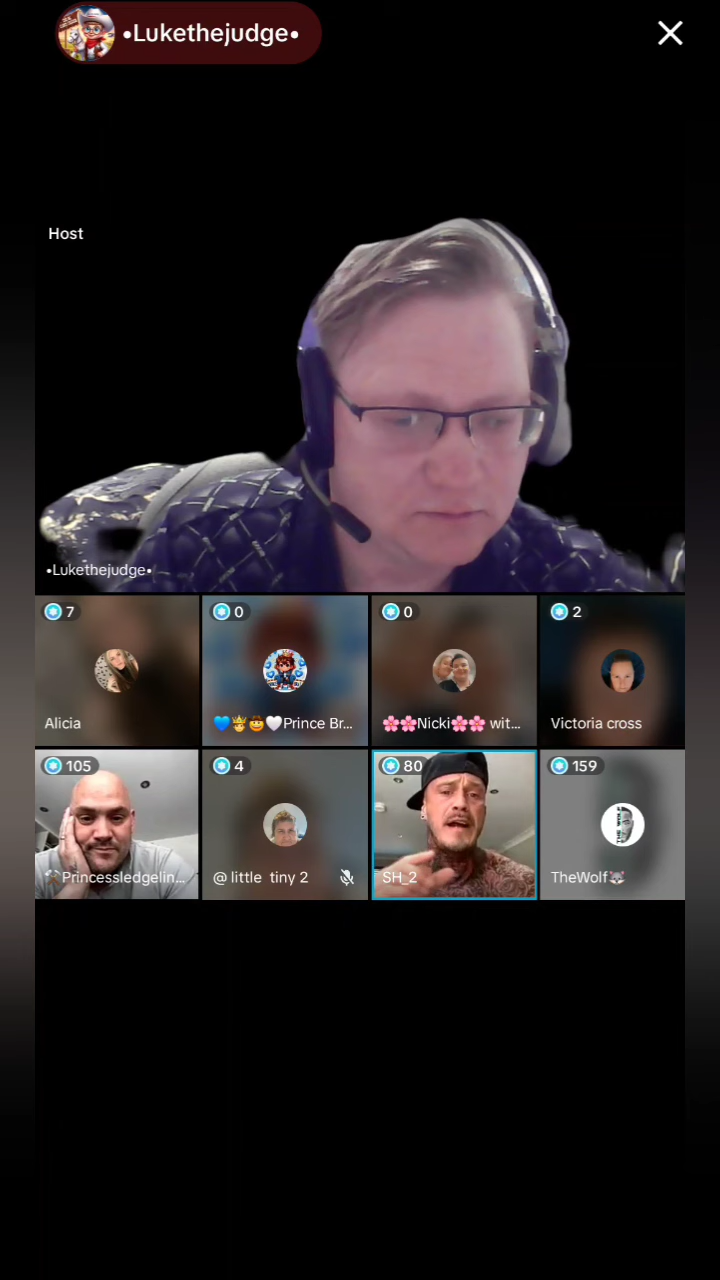 •Lukethejudge•
Host
•Lukethejudge•
7
0
0
2
Alicia
💙🤴🤠🤍Prince Br...
🌸🌸Nicki🌸🌸 wit...
Victoria cross
105
4
80
159
Princessledgelin...
@ little tiny 2
SH_2
TheWolf🐺